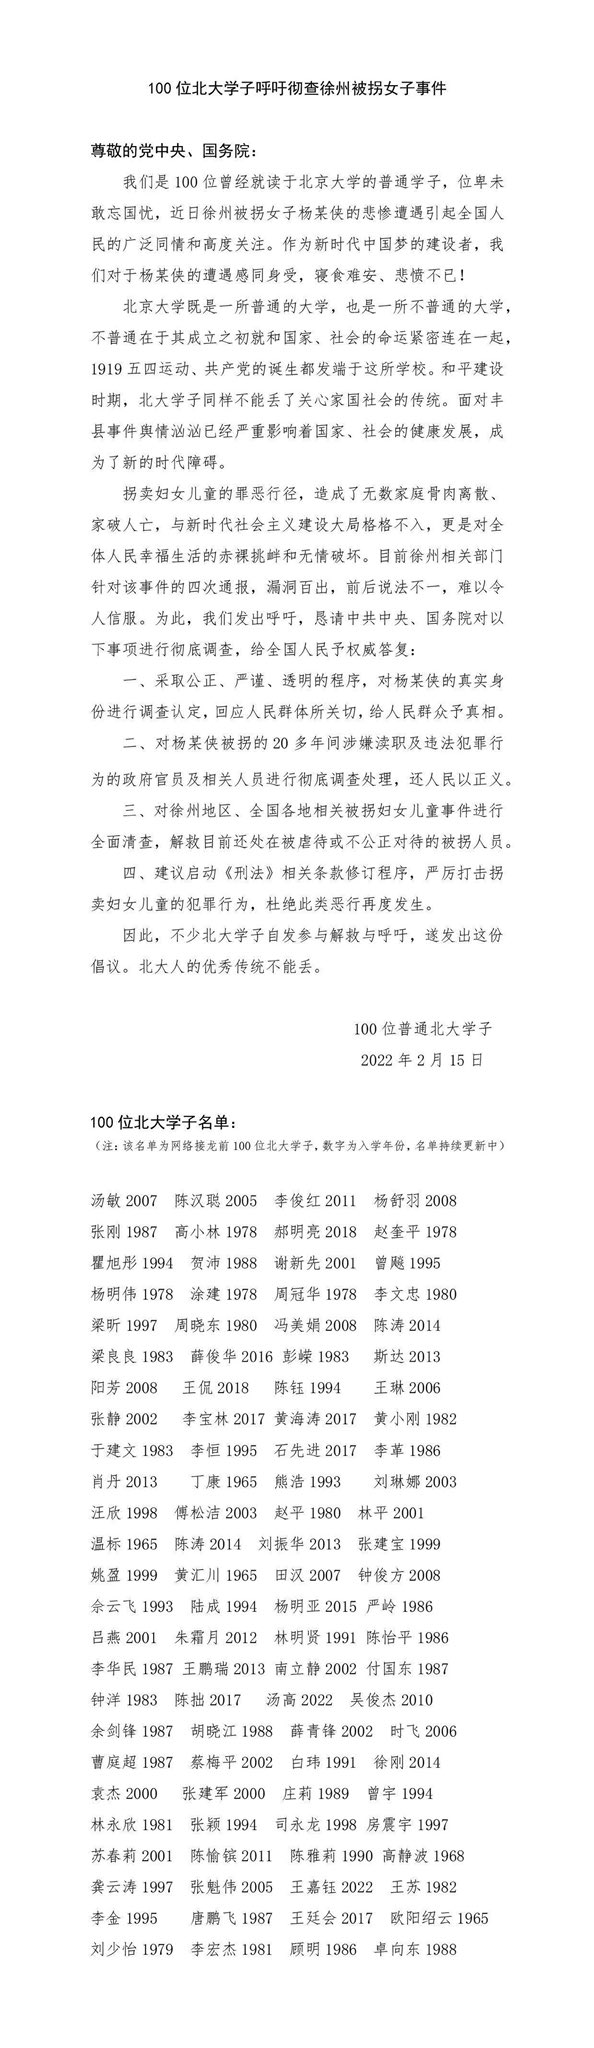 100 位北大学子呼吁彻查徐州被拐女子事件
尊敬的党中央、国务院：
我们是 100 位曾经就读于北京大学的普通学子，位卑未
敢忘国忧，近日徐州被拐女子杨某侠的悲惨遭遇引起全国人
民的广泛同情和高度关注。作为新时代中国梦的建设者，我
们对于杨某侠的遭遇感同身受，寝食难安、悲愤不已！
北京大学既是一所普通的大学，也是一所不普通的大学，
不普通在于其成立之初就和国家、社会的命运紧密连在一起，
1919 五四运动、共产党的诞生都发端于这所学校。和平建设
时期，北大学子同样不能丢了关心家国社会的传统。面对丰
县事件舆情汹汹已经严重影响着国家、社会的健康发展，成
为了新的时代障碍。
拐卖妇女儿童的罪恶行径，造成了无数家庭骨肉离散、
家破人亡，与新时代社会主义建设大局格格不入，更是对全
体人民幸福生活的赤裸挑衅和无情破坏。目前徐州相关部门
针对该事件的四次通报，漏洞百出，前后说法不一，难以令
人信服。为此，我们发出呼吁，恳请中共中央、国务院对以
下事项进行彻底调查，给全国人民予权威答复：
一、采取公正、严谨、透明的程序，对杨某侠的真实身
份进行调查认定，回应人民群体所关切，给人民群众予真相。
二、对杨某侠被拐的 20 多年间涉嫌渎职及违法犯罪行
为的政府官员及相关人员进行彻底调查处理，还人民以正义。
三、对徐州地区、全国各地相关被拐妇女儿童事件进行
全面清查，解救目前还处在被虐待或不公正对待的被拐人员。
四、建议启动《刑法》相关条款修订程序，严厉打击拐
卖妇女儿童的犯罪行为，杜绝此类恶行再度发生。
因此，不少北大学子自发参与解救与呼吁，遂发出这份
倡议。北大人的优秀传统不能丢。
100 位普通北大学子
2022 年 2 月 15 日
100 位北大学子名单：
（注：该名单为网络接龙前 100 位北大学子，数字为入学年份，名单持续更新中）
汤敏 2007 陈汉聪 2005 李俊红 2011 杨舒羽 2008
张刚 1987 高小林 1978 郝明亮 2018 赵奎平 1978
瞿旭彤 1994 贺沛 1988 谢新先 2001 曾飚 1995
杨明伟 1978 涂建 1978 周冠华 1978 李文忠 1980
梁昕 1997 周晓东 1980 冯美娟 2008 陈涛 2014
梁良良 1983 薛俊华 2016 彭嵘 1983 斯达 2013
阳芳 2008 王侃 2018 陈钰 1994 王琳 2006
张静 2002 李宝林 2017 黄海涛 2017 黄小刚 1982
于建文 1983 李恒 1995 石先进 2017 李革 1986
肖丹 2013 丁康 1965 熊浩 1993 刘琳娜 2003
汪欣 1998 傅松洁 2003 赵平 1980 林平 2001
温标 1965 陈涛 2014 刘振华 2013 张建宝 1999
姚盈 1999 黄汇川 1965 田汉 2007 钟俊方 2008
佘云飞 1993 陆成 1994 杨明亚 2015 严岭 1986
吕燕 2001 朱霜月 2012 林明贤 1991 陈怡平 1986
李华民 1987 王鹏瑞 2013 南立静 2002 付国东 1987
钟洋 1983 陈拙 2017 汤高 2022 吴俊杰 2010
余剑锋 1987 胡晓江 1988 薛青锋 2002 时飞 2006
曹庭超 1987 蔡梅平 2002 白玮 1991 徐刚 2014
袁杰 2000 张建军 2000 庄莉 1989 曾宇 1994
林永欣 1981 张颖 1994 司永龙 1998 房震宇 1997
苏春莉 2001 陈愉镔 2011 陈雅莉 1990 高静波 1968
龚云涛 1997 张魁伟 2005 王嘉钰 2022 王苏 1982
李金 1995 唐鹏飞 1987 王廷会 2017 欧阳绍云 1965
刘少怡 1979 李宏杰 1981 顾明 1986 卓向东 1988